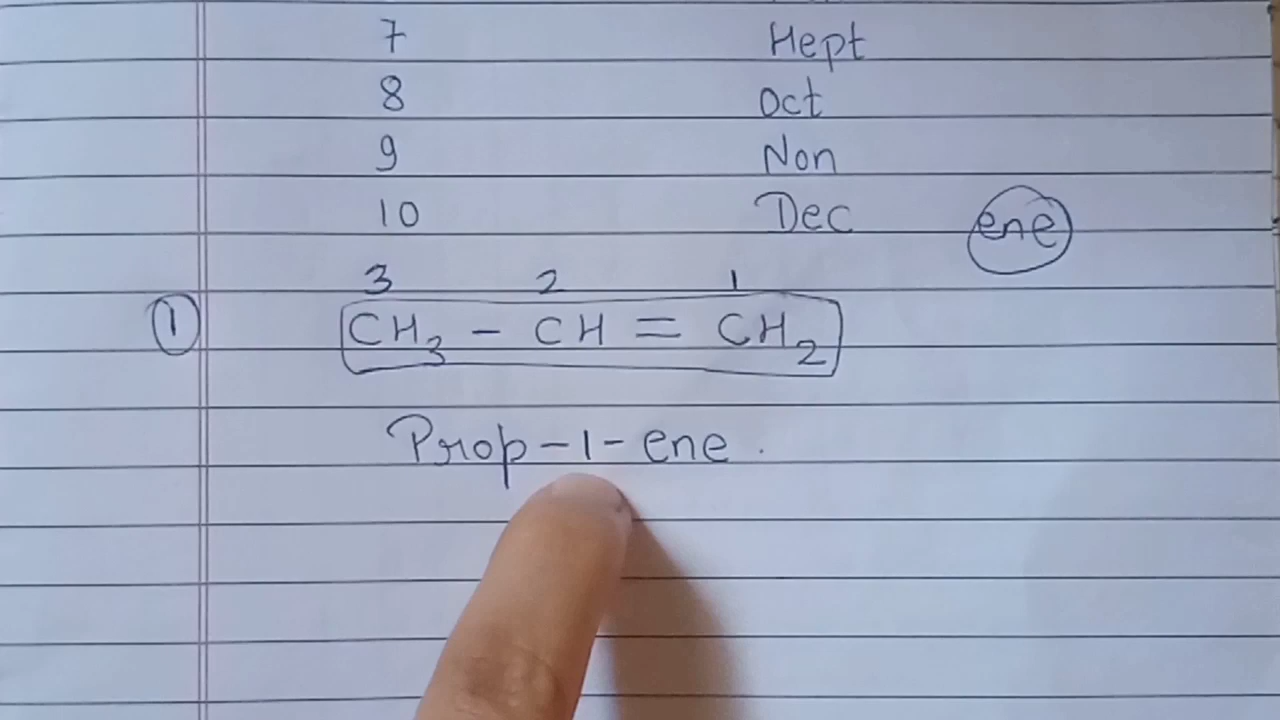 7 Hept
8 Oct
9 Non
10 Dec ene
3 2 1
① CH₃ - CH = CH₂
Prop-1-ene.